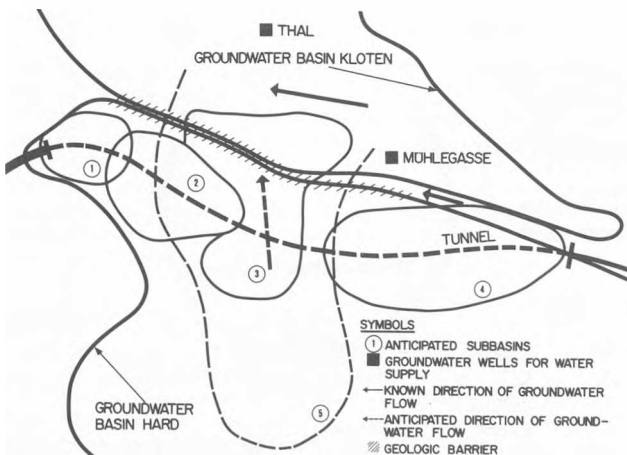 THAL
GROUNDWATER BASIN KLOTEN
MÜHLEGASSE
1
2
TUNNEL
3
4
SYMBOLS
1 ANTICIPATED SUBBASINS
GROUNDWATER WELLS FOR WATER
SUPPLY
KNOWN DIRECTION OF GROUNDWATER
FLOW
ANTICIPATED DIRECTION OF GROUND-
WATER FLOW
GEOLOGIC BARRIER
GROUNDWATER
BASIN HARD
5